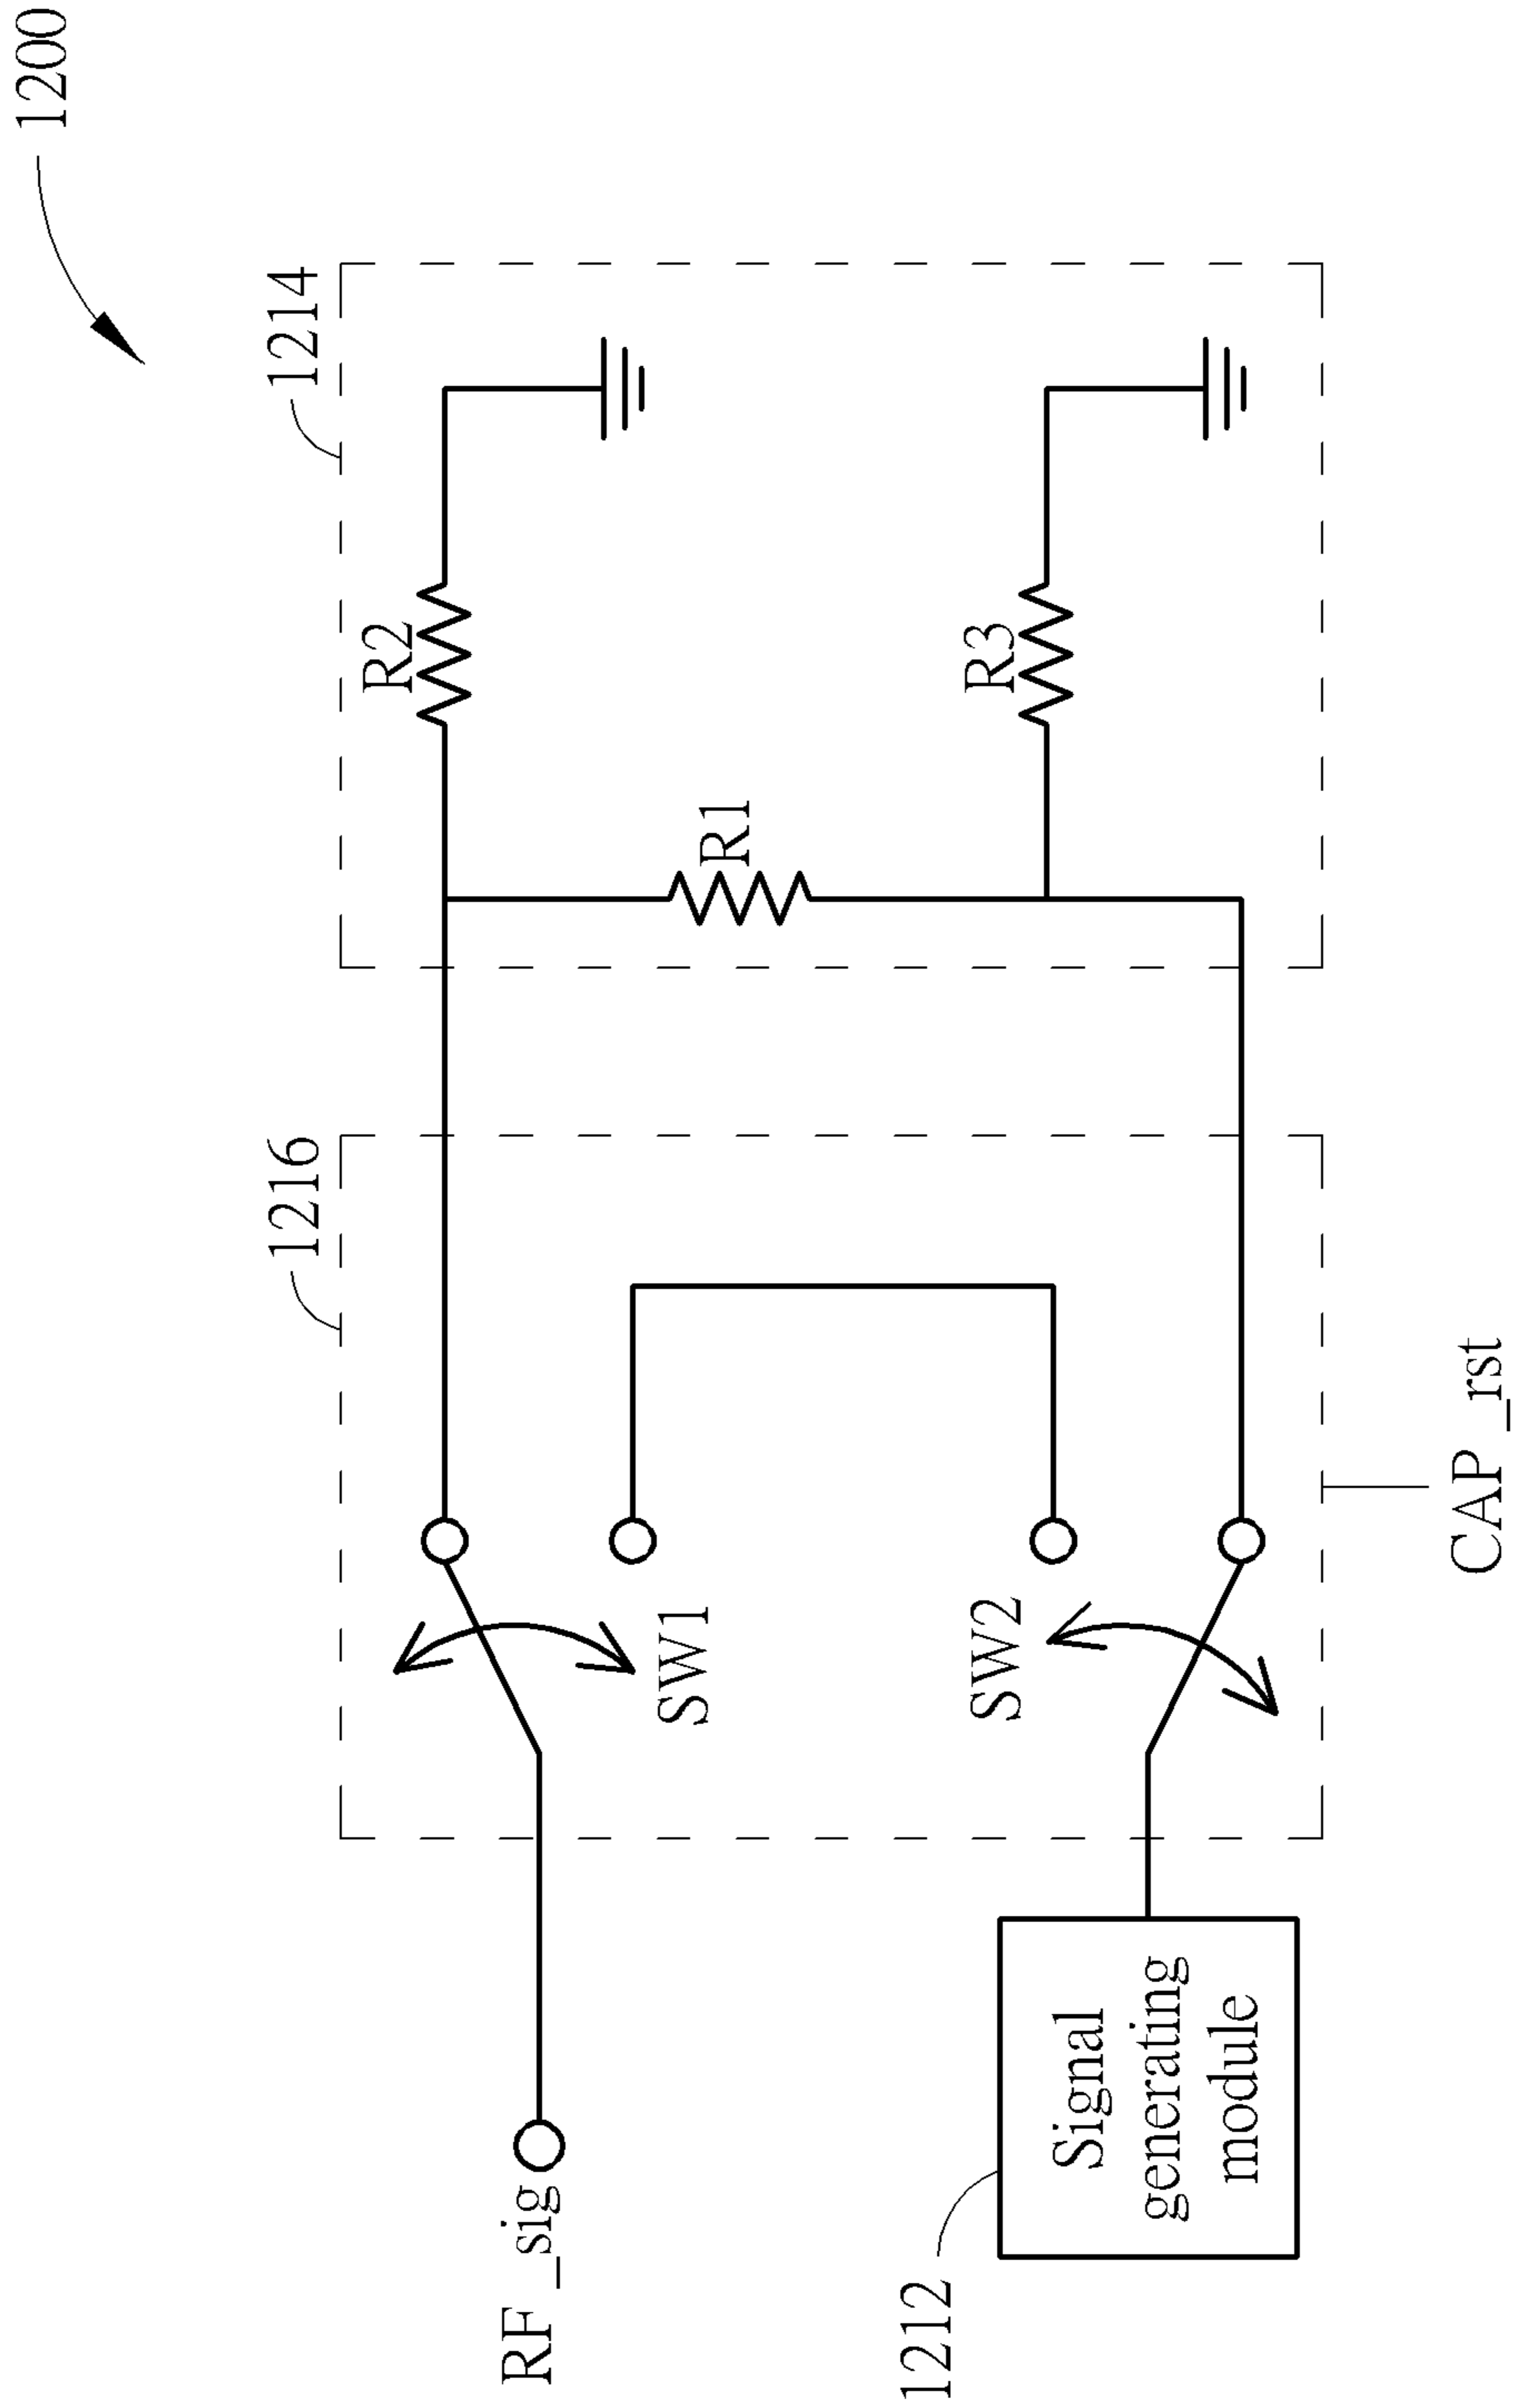 1200
1214
R2
R3
R1
1216
SW1
SW2
CAP_rst
RF_sig
1212
Signal
generating
module